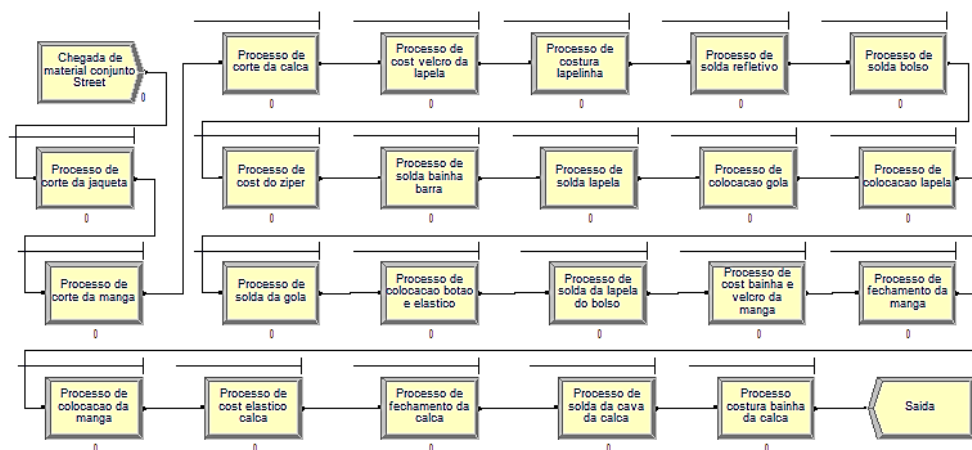 Chegada de
material conjunto
Street
0
Processo de
corte da jaqueta
0
Processo de
corte da manga
0
Processo de
corte da calca
0
Processo de
cost velcro da
lapela
0
Processo de
costura
lapelinha
0
Processo de
solda refletivo
0
Processo de
solda bolso
0
Processo de
cost do ziper
0
Processo de
solda bainha
barra
0
Processo de
solda lapela
0
Processo de
colocacao gola
0
Processo de
colocacao lapela
0
Processo de
solda da gola
0
Processo de
colocacao botao
e elastico
0
Processo de
solda da lapela
do bolso
0
Processo de
cost bainha e
velcro da
manga
0
Processo de
fechamento da
manga
0
Processo de
colocacao da
manga
0
Processo de
cost elastico
calca
0
Processo de
fechamento da
calca
0
Processo de
solda da cava
da calca
0
Processo
costura bainha
da calca
0
Saida